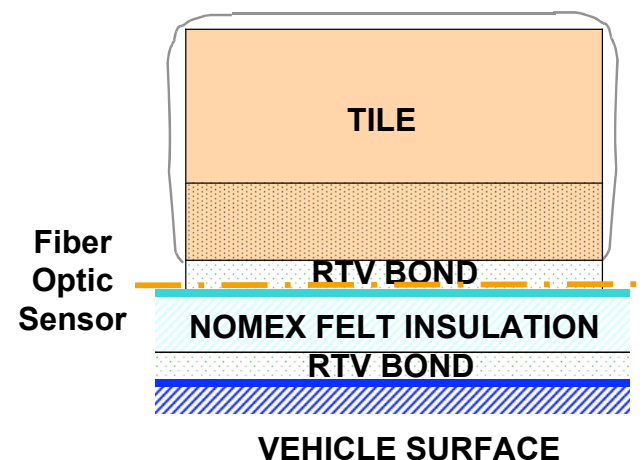 TILE
Fiber
Optic
Sensor
RTV BOND
NOMEX FELT INSULATION
RTV BOND
VEHICLE SURFACE